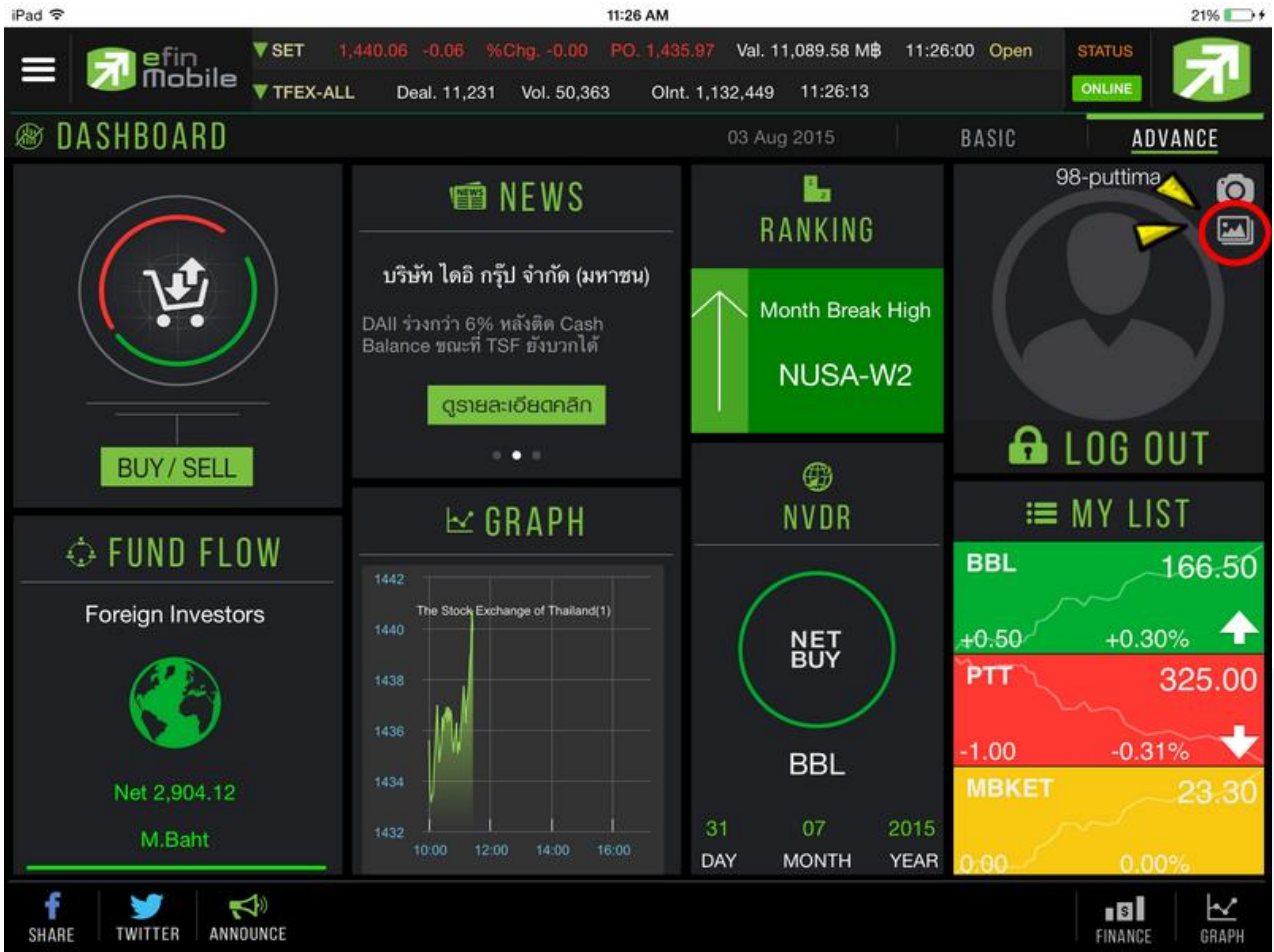 iPad 11:26 AM 21%
efin Mobile
SET 1,440.06 -0.06 %Chg. -0.00 PO. 1,435.97 Val. 11,089.58 M฿ 11:26:00 Open
TFEX-ALL Deal. 11,231 Vol. 50,363 OInt. 1,132,449 11:26:13
STATUS
ONLINE
DASHBOARD 03 Aug 2015 BASIC ADVANCE
BUY / SELL
NEWS
NEWS
บริษัท ไดอิ กรุ๊ป จำกัด (มหาชน)
DAII ร่วงกว่า 6% หลังติด Cash
Balance ขณะที่ TSF ยังบวกได้
ดูรายละเอียดคลิก
1 2
RANKING
Month Break High
NUSA-W2
98-puttima
LOG OUT
FUND FLOW
Foreign Investors
Net 2,904.12
M.Baht
GRAPH
The Stock Exchange of Thailand(1)
1442
1440
1438
1436
1434
1432
10:00 12:00 14:00 16:00
NVDR
NET
BUY
BBL
31 07 2015
DAY MONTH YEAR
MY LIST
BBL 166.50
+0.50 +0.30%
PTT 325.00
-1.00 -0.31%
MBKET 23.30
0.00 0.00%
SHARE TWITTER ANNOUNCE FINANCE GRAPH